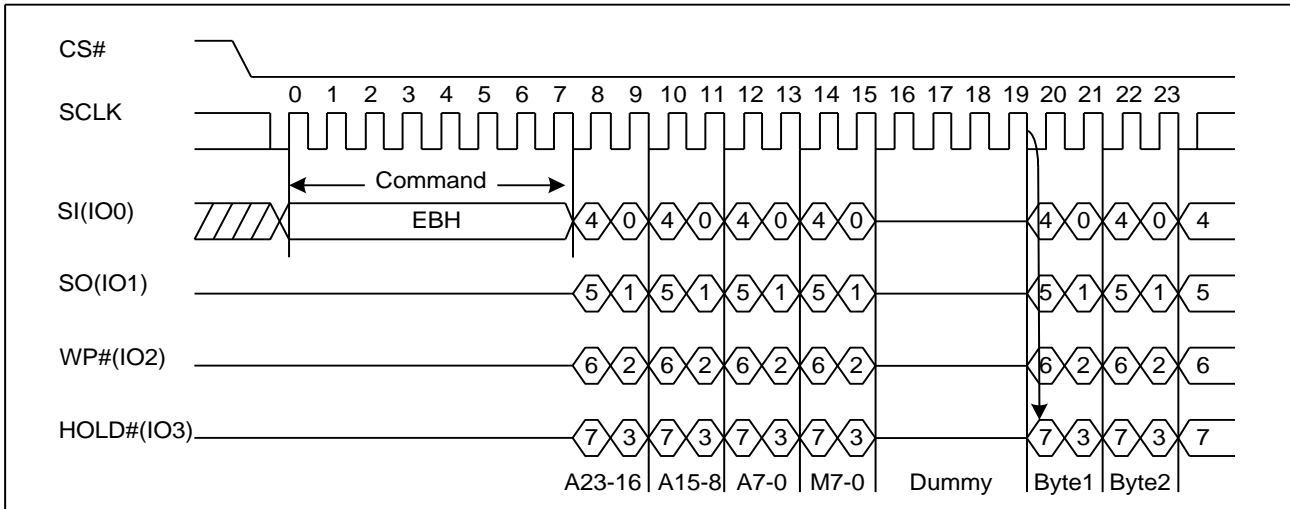 CS#
0 1 2 3 4 5 6 7 8 9 10 11 12 13 14 15 16 17 18 19 20 21 22 23
SCLK
Command
SI(IO0) EBH 4 0 4 0 4 0 4 0 4 0 4 0 4
SO(IO1) 5 1 5 1 5 1 5 1 5 1 5 1 5
WP#(IO2) 6 2 6 2 6 2 6 2 6 2 6 2 6
HOLD#(IO3) 7 3 7 3 7 3 7 3 7 3 7 3 7
A23-16 A15-8 A7-0 M7-0 Dummy Byte1 Byte2